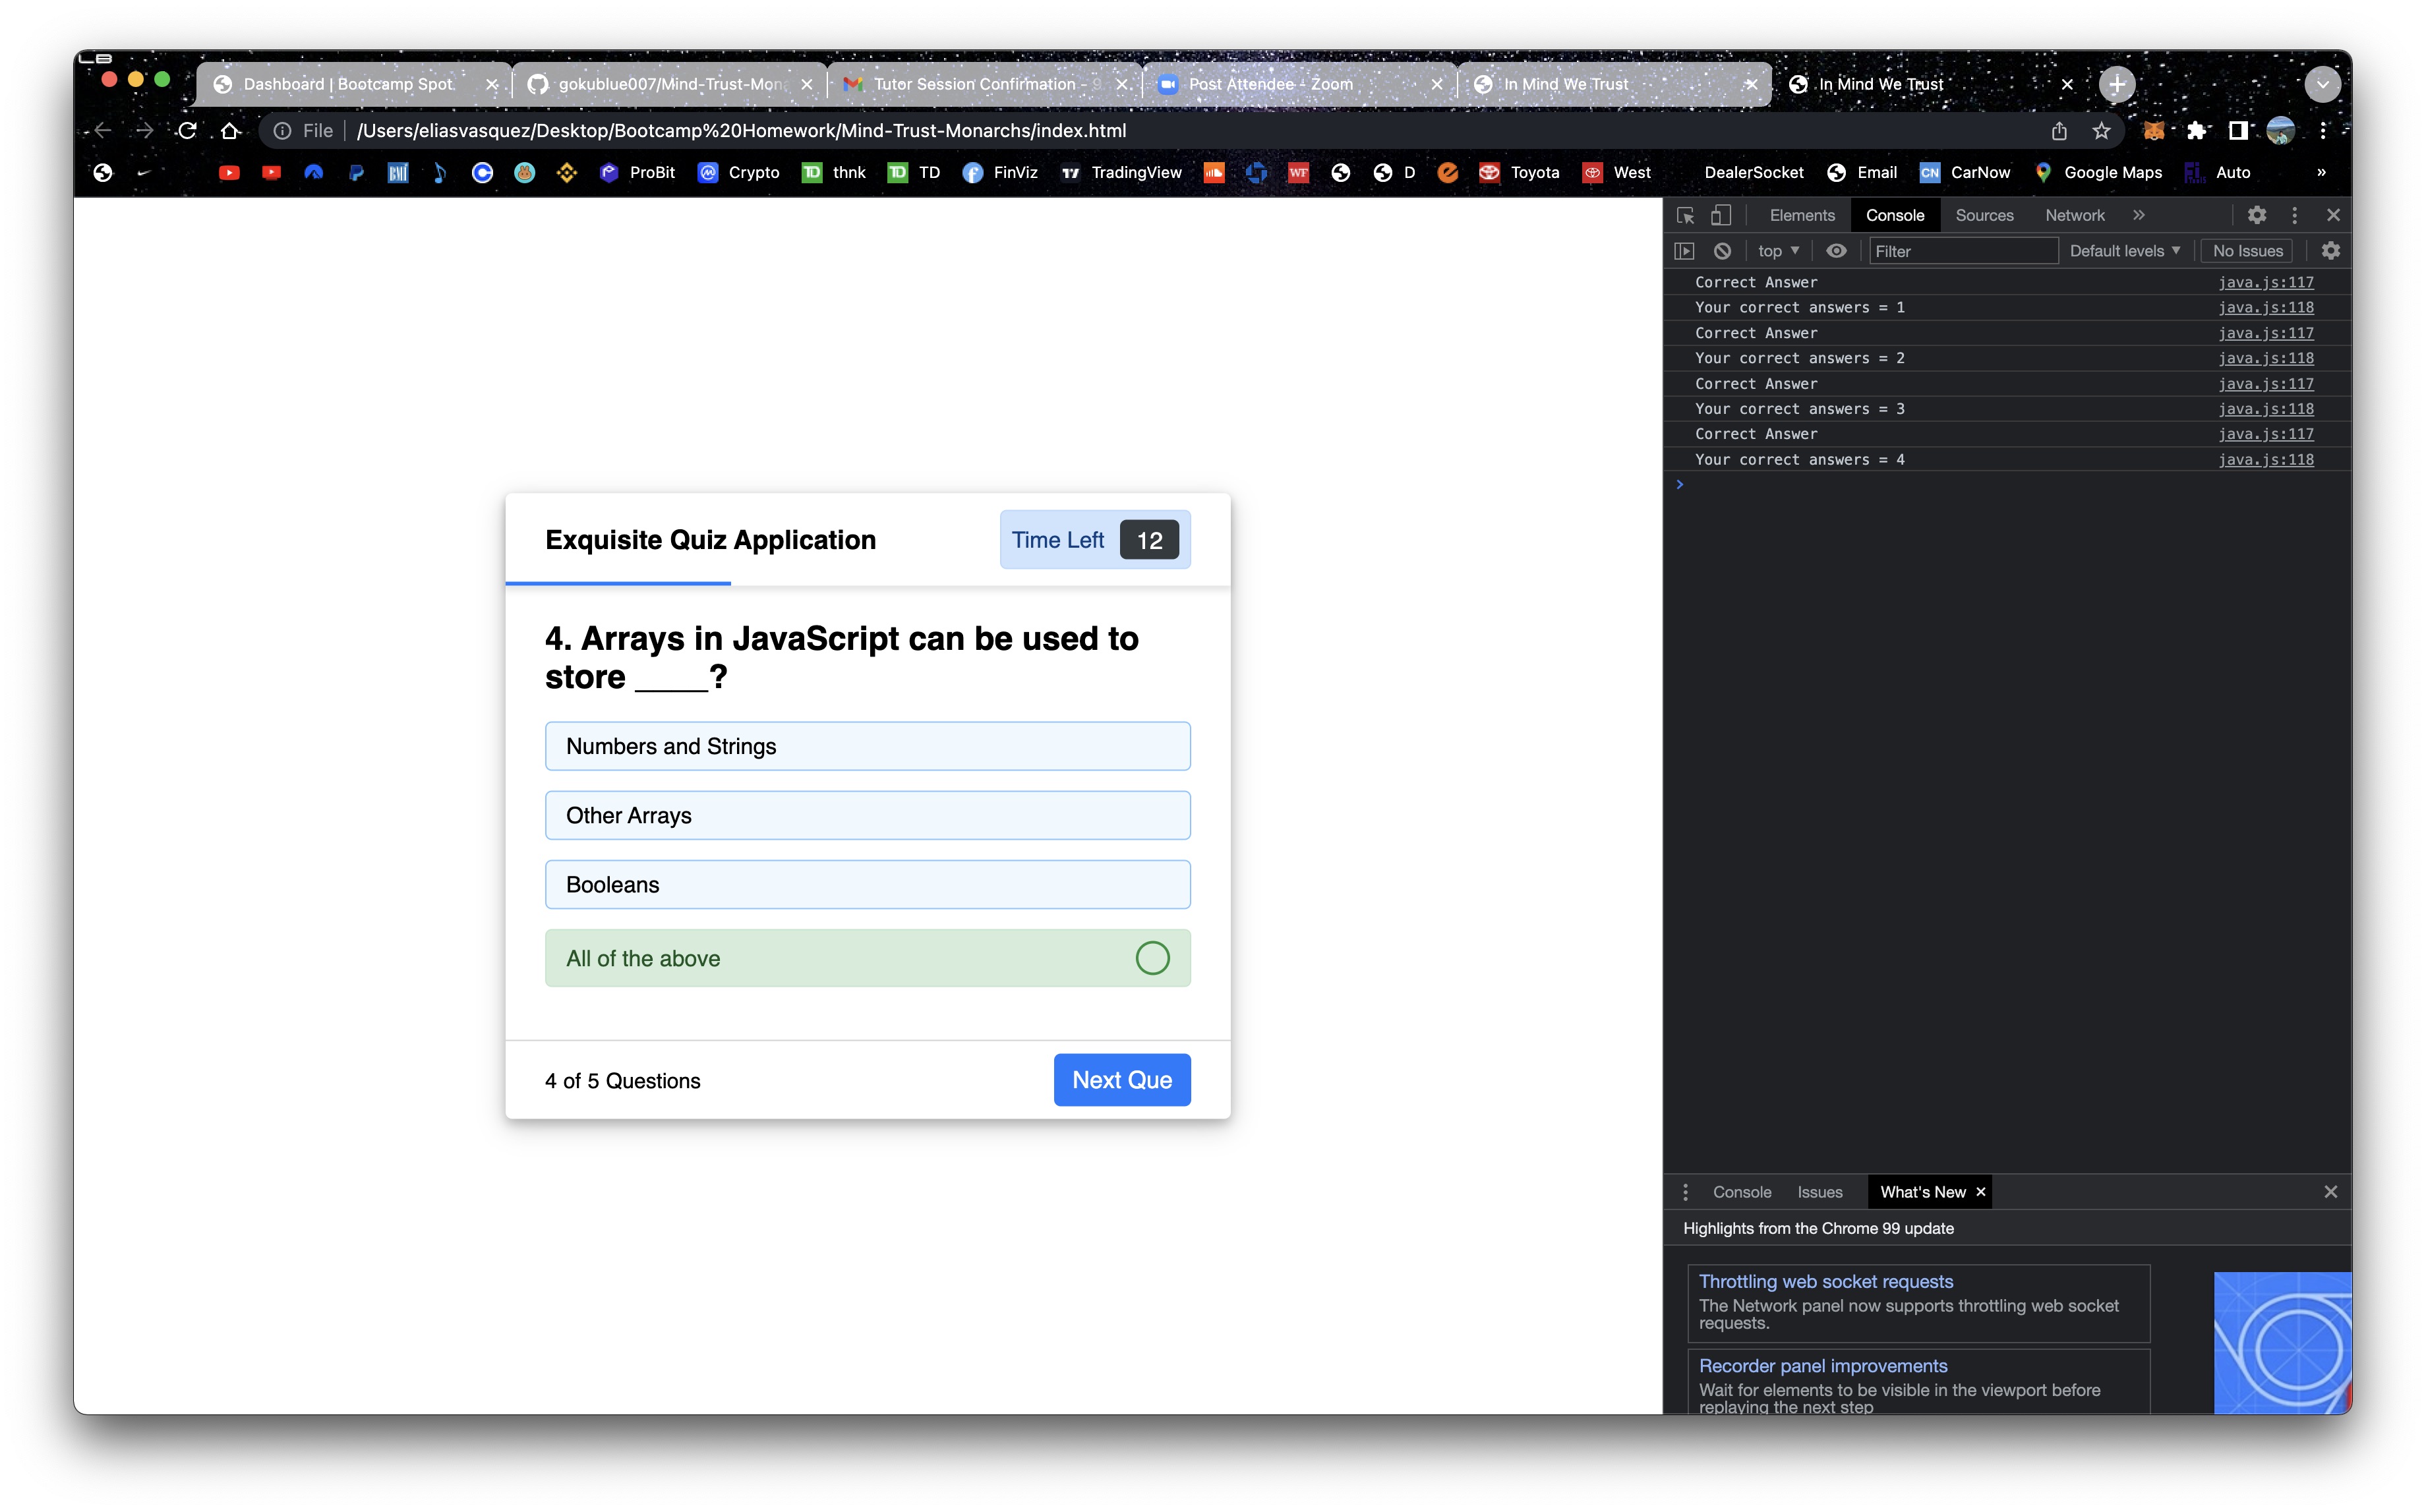 Dashboard | Bootcamp Spot
gokublue007/Mind-Trust-Mon
Tutor Session Confirmation - 9
Post Attendee - Zoom
In Mind We Trust
In Mind We Trust
File /Users/eliasvasquez/Desktop/Bootcamp%20Homework/Mind-Trust-Monarchs/index.html
BMI ProBit Crypto TD thnk TD TD FinViz TradingView WF D Toyota West DealerSocket Email CN CarNow Google Maps Auto »
Elements Console Sources Network »
top Filter Default levels No Issues
Correct Answer java.js:117
Your correct answers = 1 java.js:118
Correct Answer java.js:117
Your correct answers = 2 java.js:118
Correct Answer java.js:117
Your correct answers = 3 java.js:118
Correct Answer java.js:117
Your correct answers = 4 java.js:118
Exquisite Quiz Application
Time Left 12
4. Arrays in JavaScript can be used to
store ____?
Numbers and Strings
Other Arrays
Booleans
All of the above
4 of 5 Questions
Next Que
Console Issues What's New
Highlights from the Chrome 99 update
Throttling web socket requests
The Network panel now supports throttling web socket
requests.
Recorder panel improvements
Wait for elements to be visible in the viewport before
replaying the next step